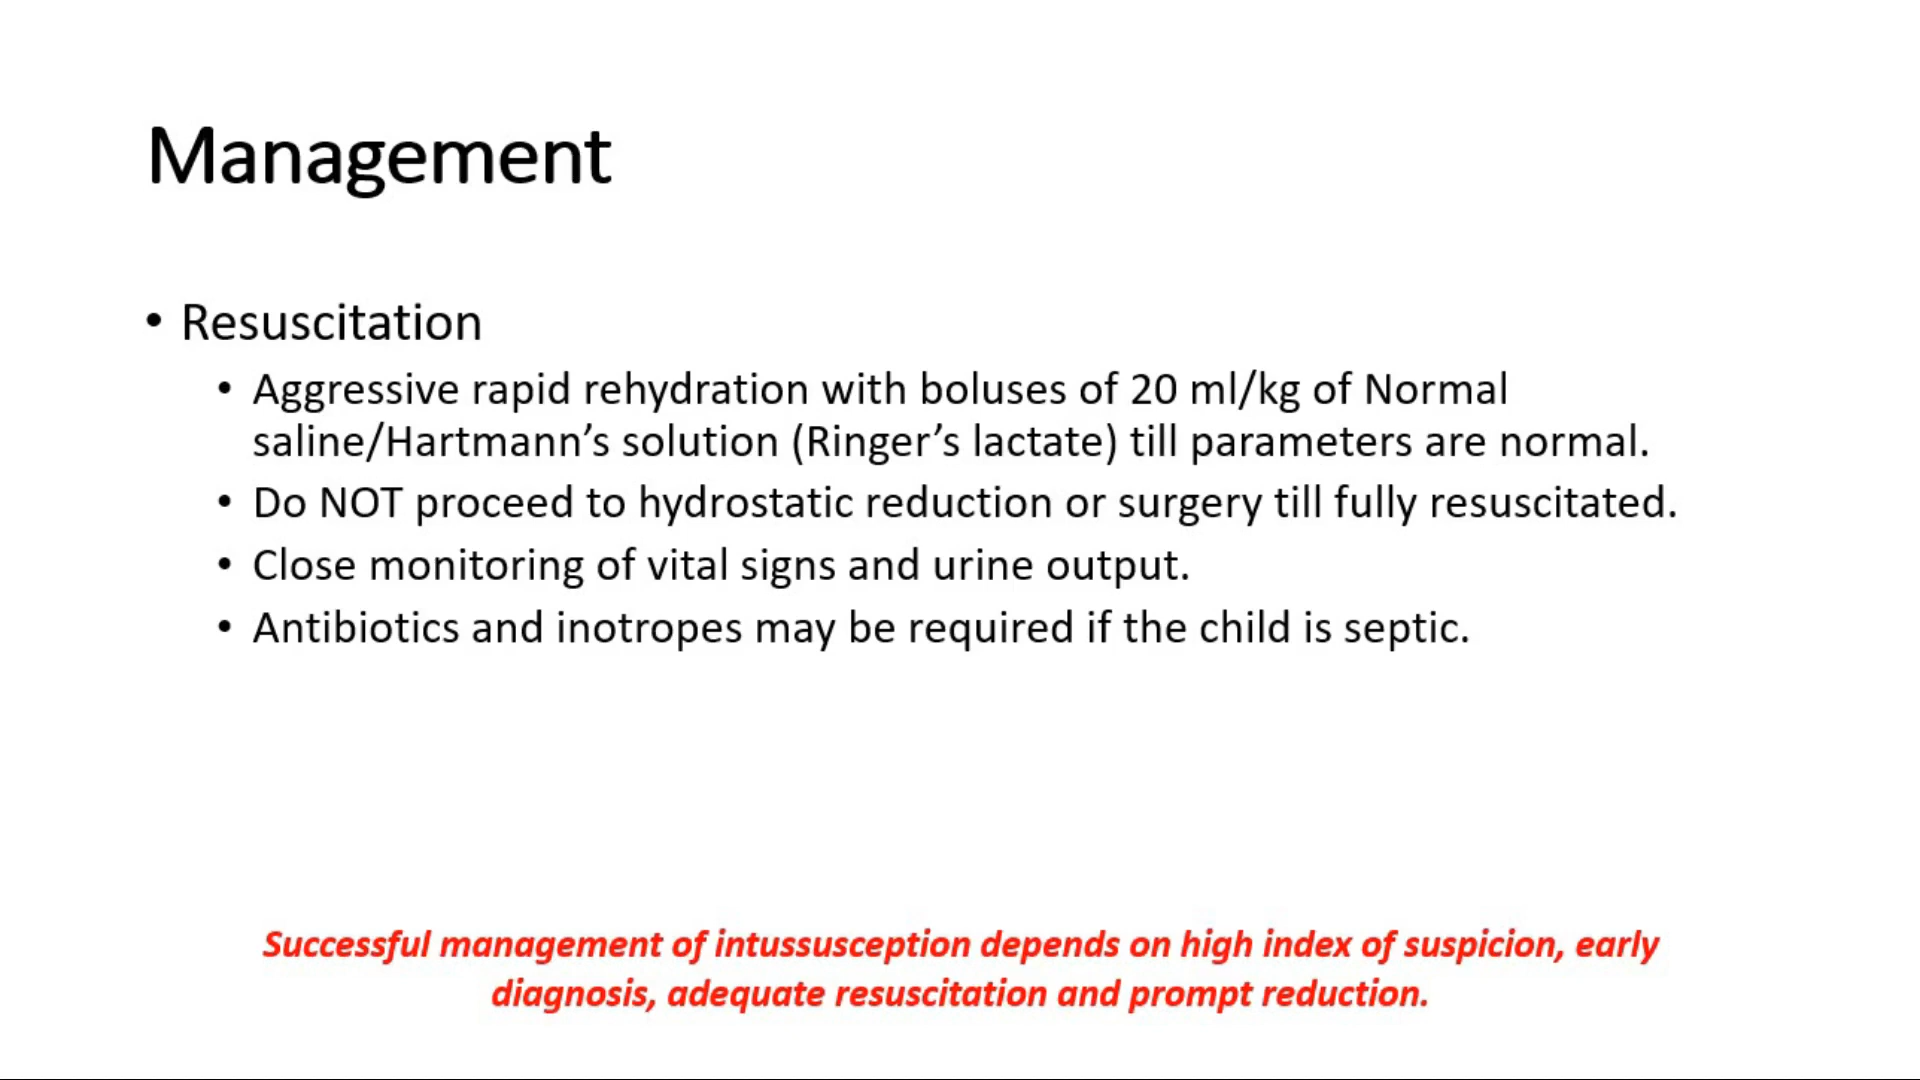 Management
• Resuscitation
• Aggressive rapid rehydration with boluses of 20 ml/kg of Normal
saline/Hartmann’s solution (Ringer’s lactate) till parameters are normal.
• Do NOT proceed to hydrostatic reduction or surgery till fully resuscitated.
• Close monitoring of vital signs and urine output.
• Antibiotics and inotropes may be required if the child is septic.
Successful management of intussusception depends on high index of suspicion, early
diagnosis, adequate resuscitation and prompt reduction.